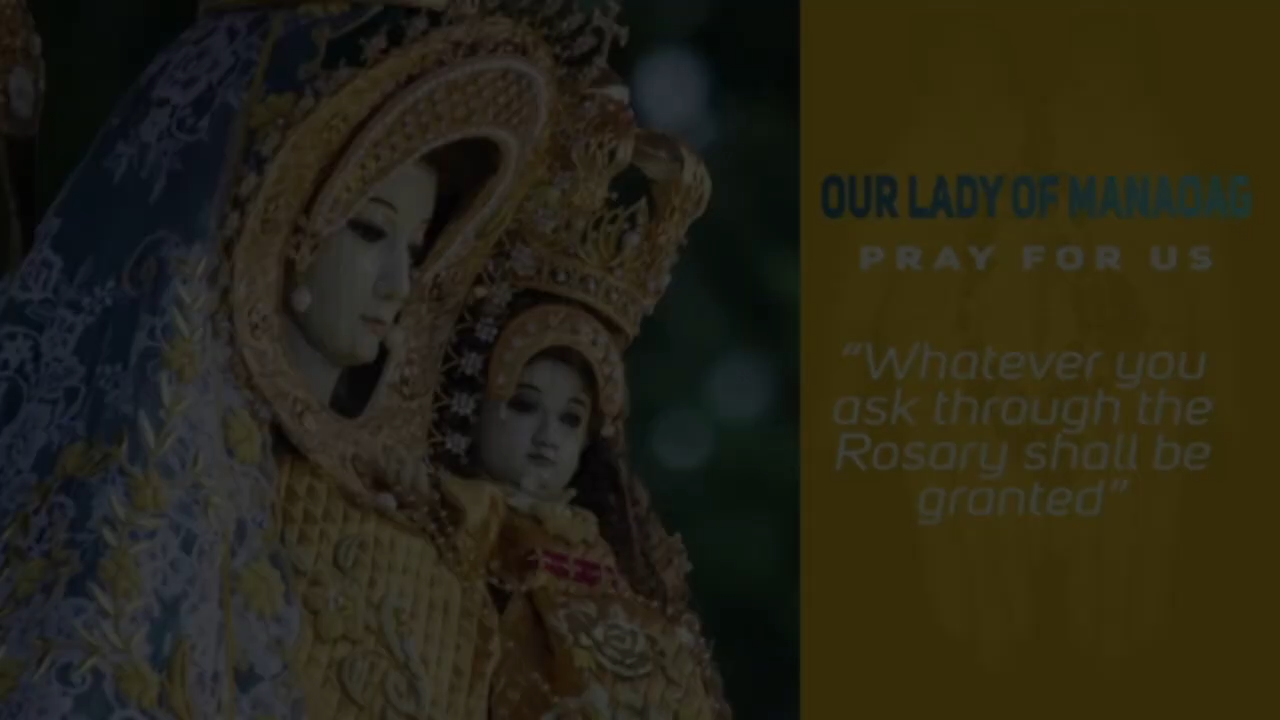 OUR LADY OF MANAOAG
PRAY FOR US
“Whatever you
ask through the
Rosary shall be
granted”